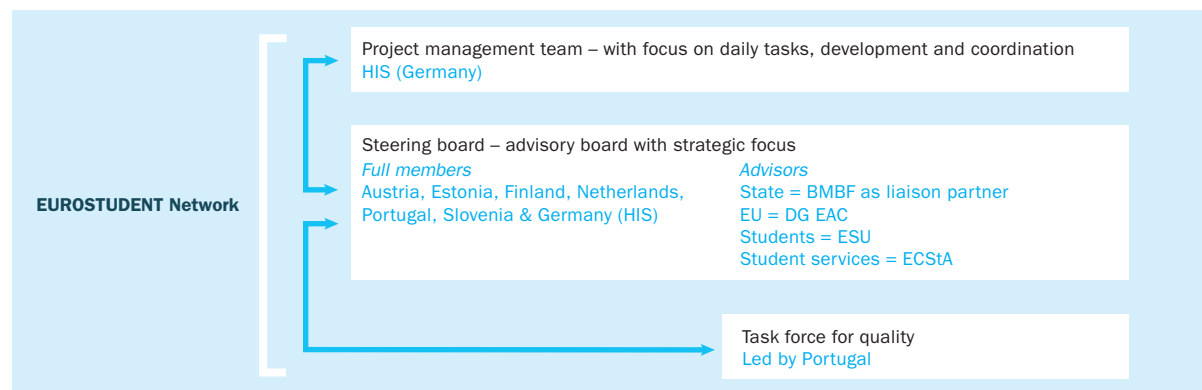 Project management team – with focus on daily tasks, development and coordination
HIS (Germany)
Steering board – advisory board with strategic focus
Full members
Austria, Estonia, Finland, Netherlands,
Portugal, Slovenia & Germany (HIS)
Advisors
State = BMBF as liaison partner
EU = DG EAC
Students = ESU
Student services = ECStA
EUROSTUDENT Network
Task force for quality
Led by Portugal